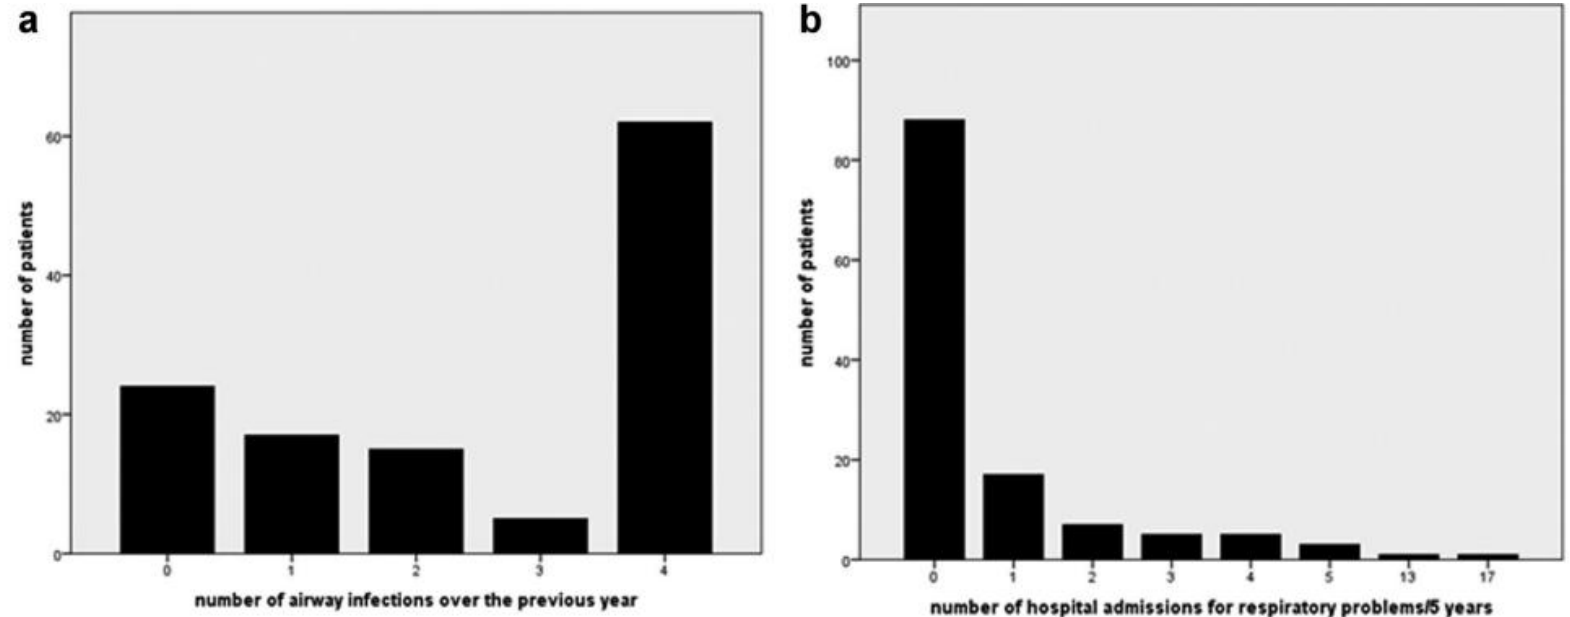 a
60
40
20
0
number of patients
0 1 2 3 4
number of airway infections over the previous year
b
100
80
60
40
20
0
number of patients
0 1 2 3 4 5 13 17
number of hospital admissions for respiratory problems/5 years